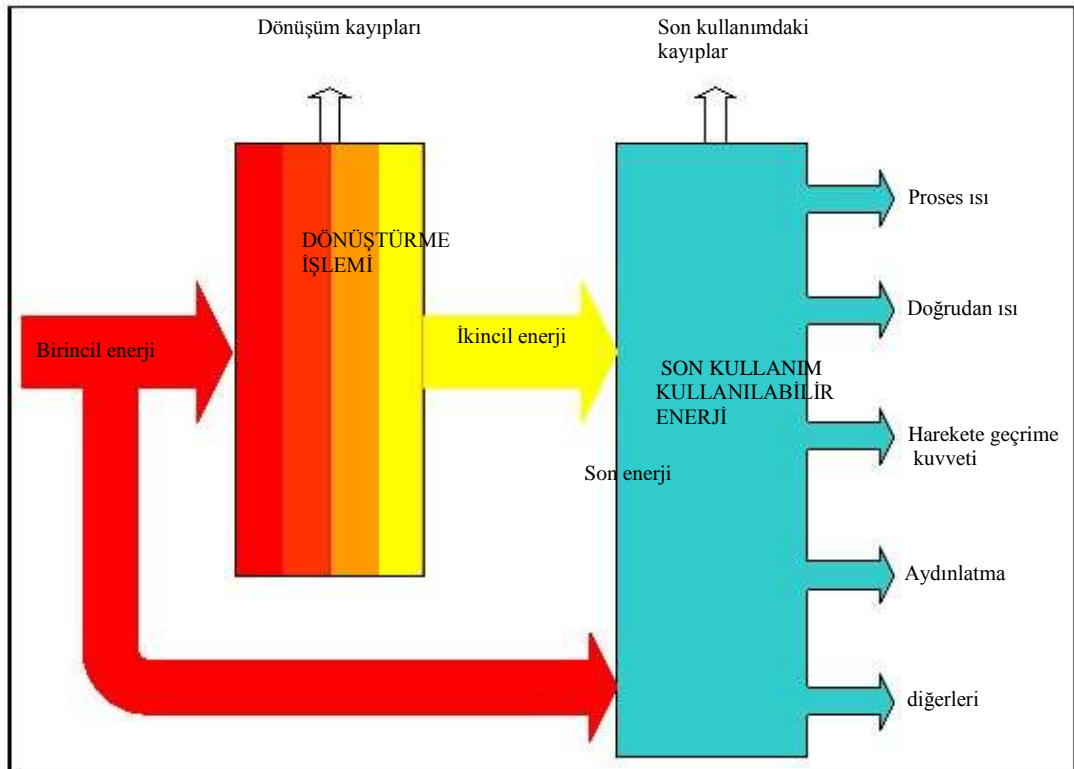 Dönüşüm kayıpları
Son kullanımdaki
kayıplar
DÖNÜŞTÜRME
İŞLEMİ
Birincil enerji
İkincil enerji
SON KULLANIM
KULLANILABİLİR
ENERJİ
Son enerji
Proses ısı
Doğrudan ısı
Harekete geçrime
kuvveti
Aydınlatma
diğerleri